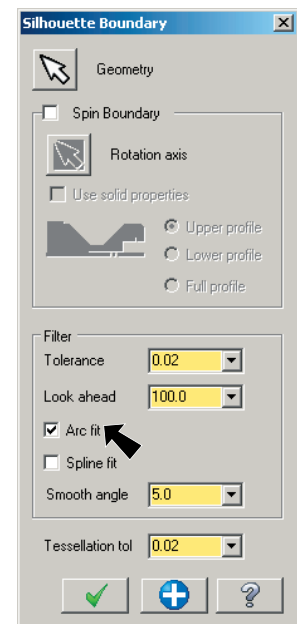 Silhouette Boundary
Geometry
Spin Boundary
Rotation axis
Use solid properties
Upper profile
Lower profile
Full profile
Filter
Tolerance 0.02
Look ahead 100.0
Arc fit
Spline fit
Smooth angle 5.0
Tessellation tol 0.02